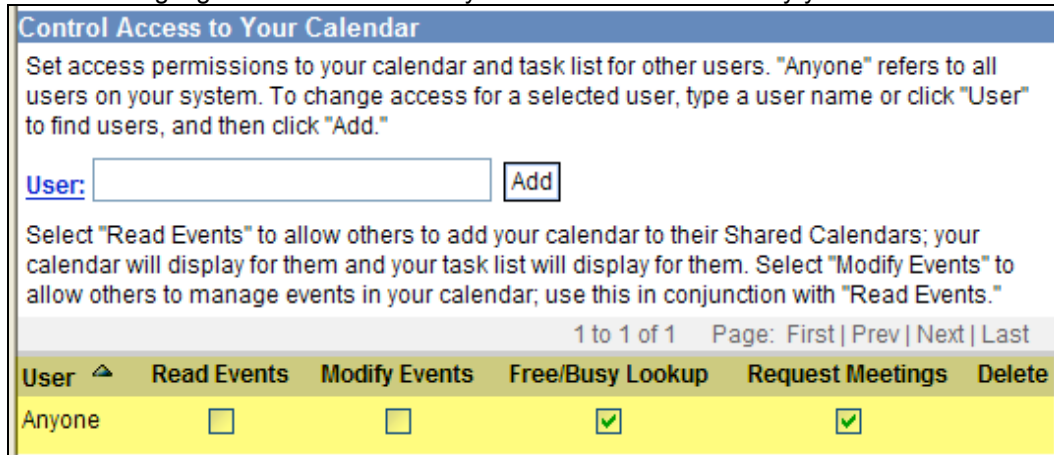 Control Access to Your Calendar
Set access permissions to your calendar and task list for other users. "Anyone" refers to all
users on your system. To change access for a selected user, type a user name or click "User"
to find users, and then click "Add."
User: Add
Select "Read Events" to allow others to add your calendar to their Shared Calendars; your
calendar will display for them and your task list will display for them. Select "Modify Events" to
allow others to manage events in your calendar; use this in conjunction with "Read Events."
1 to 1 of 1 Page: First | Prev | Next | Last
User Read Events Modify Events Free/Busy Lookup Request Meetings Delete
Anyone